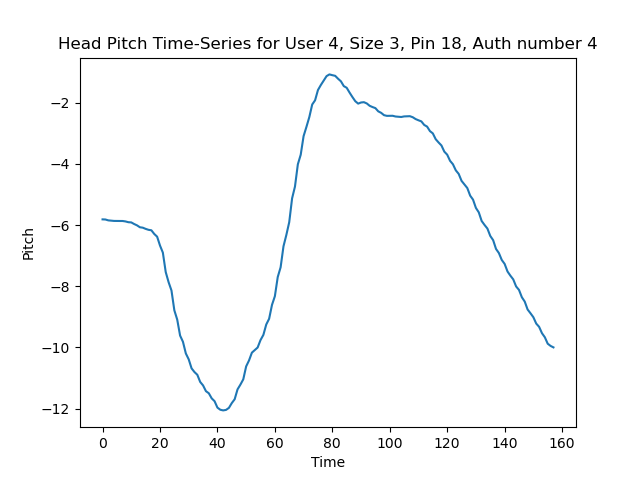 Head Pitch Time-Series for User 4, Size 3, Pin 18, Auth number 4
−2
−4
−6
−8
−10
−12
Pitch
0 20 40 60 80 100 120 140 160
Time